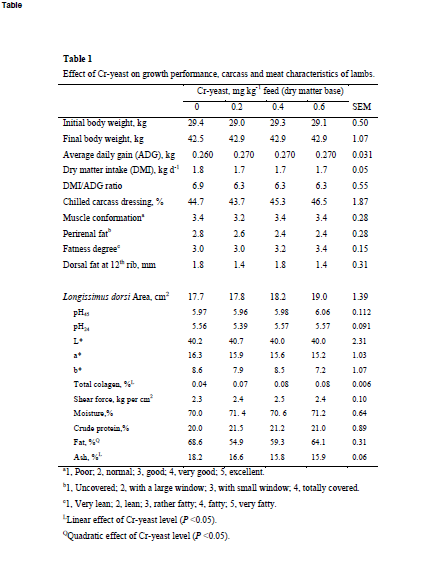 Table
Table 1
Effect of Cr-yeast on growth performance, carcass and meat characteristics of lambs.
Cr-yeast, mg kg⁻¹ feed (dry matter base)
0 0.2 0.4 0.6 SEM
Initial body weight, kg 29.4 29.0 29.3 29.1 0.50
Final body weight, kg 42.5 42.9 42.9 42.9 1.07
Average daily gain (ADG), kg 0.260 0.270 0.270 0.270 0.031
Dry matter intake (DMI), kg d⁻¹ 1.8 1.7 1.7 1.7 0.05
DMI/ADG ratio 6.9 6.3 6.3 6.3 0.55
Chilled carcass dressing, % 44.7 43.7 45.3 46.5 1.87
Muscle conformationᵃ 3.4 3.2 3.4 3.4 0.28
Perirenal fatᵇ 2.8 2.6 2.4 2.4 0.28
Fatness degreeᶜ 3.0 3.0 3.2 3.4 0.15
Dorsal fat at 12ᵗʰ rib, mm 1.8 1.4 1.8 1.4 0.31
Longissimus dorsi Area, cm² 17.7 17.8 18.2 19.0 1.39
pH₄₅ 5.97 5.96 5.98 6.06 0.112
pH₂₄ 5.56 5.39 5.57 5.57 0.091
L* 40.2 40.7 40.0 40.0 2.31
a* 16.3 15.9 15.6 15.2 1.03
b* 8.6 7.9 8.5 7.2 1.07
Total colagen, %ᴸ 0.04 0.07 0.08 0.08 0.006
Shear force, kg per cm² 2.3 2.4 2.5 2.4 0.10
Moisture,% 70.0 71. 4 70. 6 71.2 0.64
Crude protein,% 20.0 21.5 21.2 21.0 0.89
Fat, %Q 68.6 54.9 59.3 64.1 0.31
Ash, %ᴸ 18.2 16.6 15.8 15.9 0.06
ᵃ1, Poor; 2, normal; 3, good; 4, very good; 5, excellent.
ᵇ1, Uncovered; 2, with a large window; 3, with small window; 4, totally covered.
ᶜ1, Very lean; 2, lean; 3, rather fatty; 4, fatty; 5, very fatty.
ᴸLinear effect of Cr-yeast level (P <0.05).
QQuadratic effect of Cr-yeast level (P <0.05).